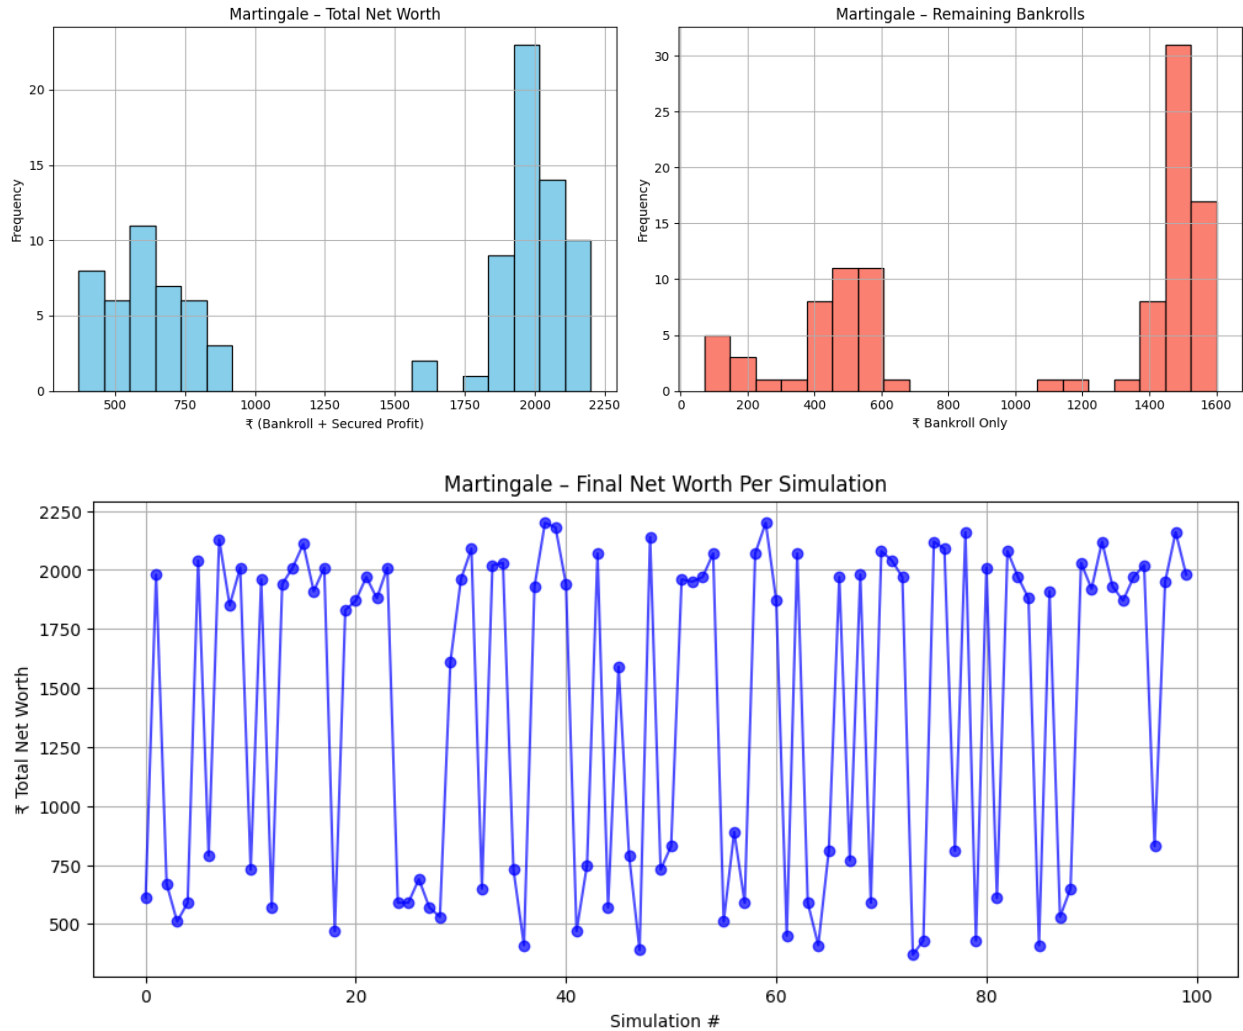 Martingale – Total Net Worth
Frequency
20
15
10
5
0
500 750 1000 1250 1500 1750 2000 2250
₹ (Bankroll + Secured Profit)
Martingale – Remaining Bankrolls
Frequency
30
25
20
15
10
5
0
0 200 400 600 800 1000 1200 1400 1600
₹ Bankroll Only
Martingale – Final Net Worth Per Simulation
₹ Total Net Worth
2250
2000
1750
1500
1250
1000
750
500
0 20 40 60 80 100
Simulation #